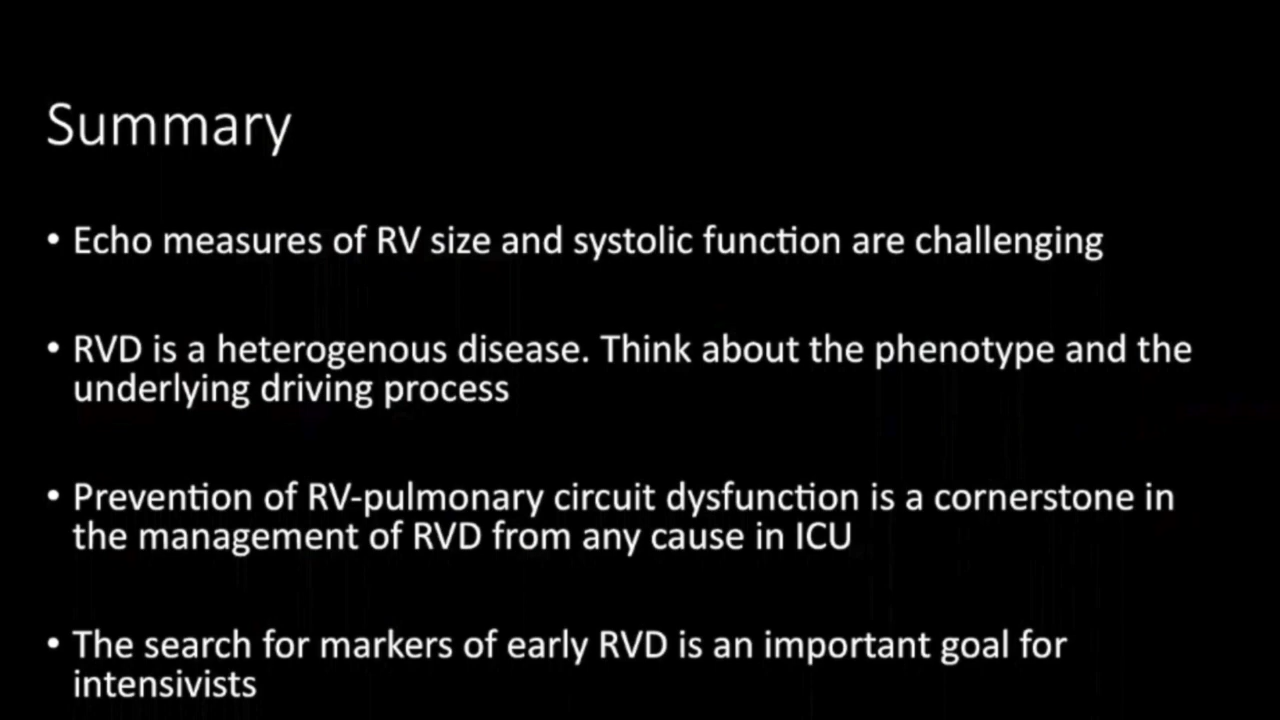 Summary
• Echo measures of RV size and systolic function are challenging
• RVD is a heterogenous disease. Think about the phenotype and the
underlying driving process
• Prevention of RV-pulmonary circuit dysfunction is a cornerstone in
the management of RVD from any cause in ICU
• The search for markers of early RVD is an important goal for
intensivists